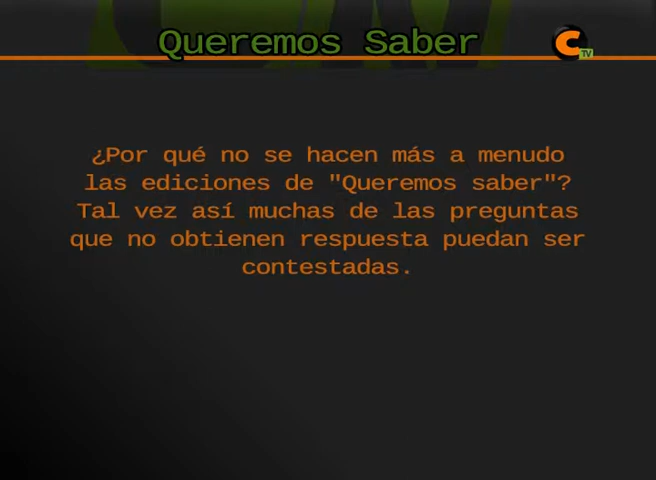 Queremos Saber
C
TV
¿Por qué no se hacen más a menudo
las ediciones de "Queremos saber"?
Tal vez así muchas de las preguntas
que no obtienen respuesta puedan ser
contestadas.